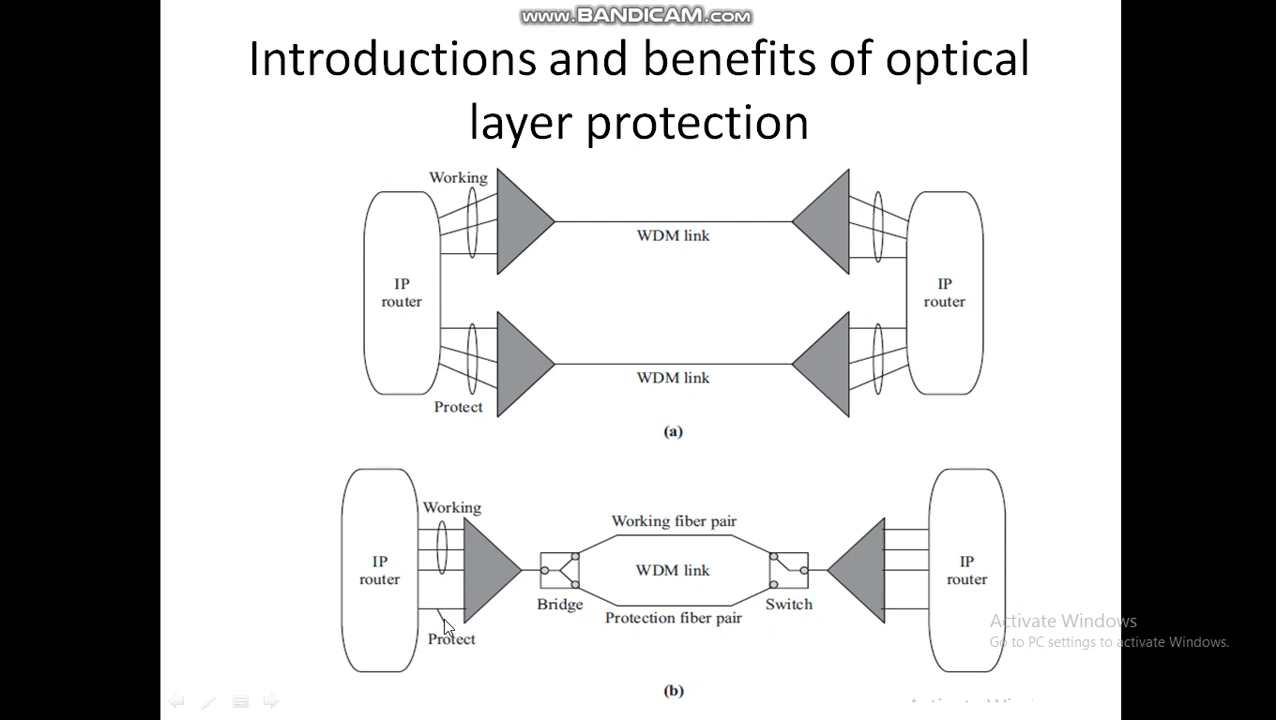 www.BANDICAM.com
Introductions and benefits of optical
layer protection
Working
WDM link
IP
router
IP
router
WDM link
Protect
(a)
Working
Working fiber pair
IP
router
WDM link
IP
router
Bridge
Switch
Protection fiber pair
Protect
Activate Windows
Go to PC settings to activate Windows.
(b)